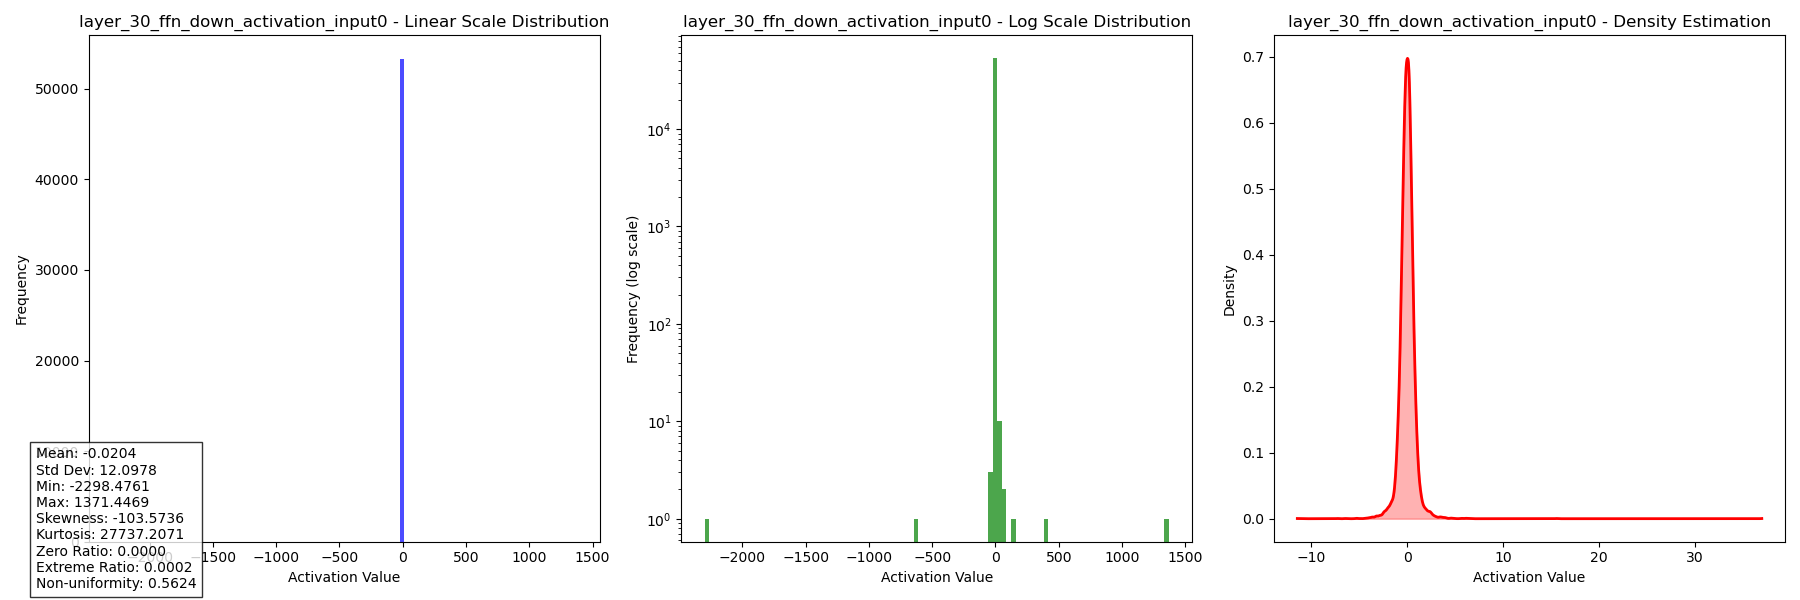 layer_30_ffn_down_activation_input0 - Linear Scale Distribution
50000
40000
30000
20000
Frequency
−1500
−1000
−500
0
500
1000
1500
Activation Value
Mean: -0.0204
Std Dev: 12.0978
Min: -2298.4761
Max: 1371.4469
Skewness: -103.5736
Kurtosis: 27737.2071
Zero Ratio: 0.0000
Extreme Ratio: 0.0002
Non-uniformity: 0.5624
layer_30_ffn_down_activation_input0 - Log Scale Distribution
10^4
10^3
10^2
10^1
10^0
Frequency (log scale)
−2000
−1500
−1000
−500
0
500
1000
1500
Activation Value
layer_30_ffn_down_activation_input0 - Density Estimation
0.7
0.6
0.5
0.4
0.3
0.2
0.1
0.0
Density
−10
0
10
20
30
Activation Value